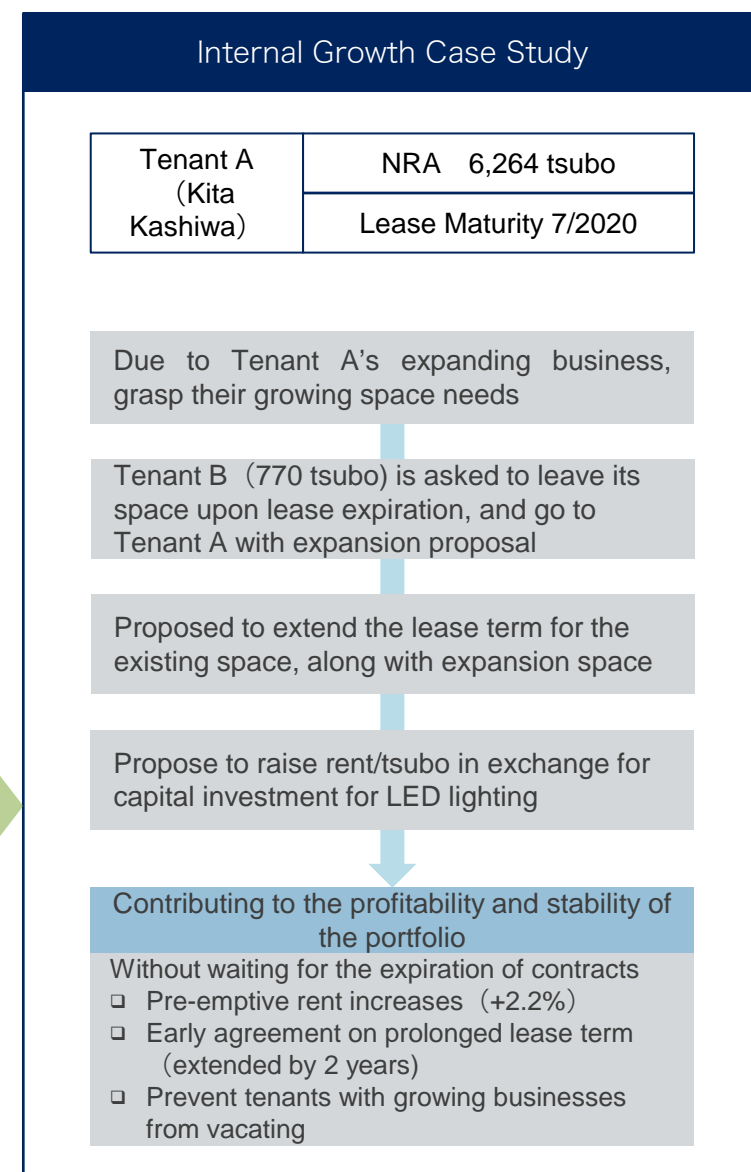 Internal Growth Case Study
Tenant A
（Kita
Kashiwa）
NRA 6,264 tsubo
Lease Maturity 7/2020
Due to Tenant A’s expanding business,
grasp their growing space needs
Tenant B（770 tsubo) is asked to leave its
space upon lease expiration, and go to
Tenant A with expansion proposal
Proposed to extend the lease term for the
existing space, along with expansion space
Propose to raise rent/tsubo in exchange for
capital investment for LED lighting
Contributing to the profitability and stability of
the portfolio
Without waiting for the expiration of contracts
❑ Pre-emptive rent increases（+2.2%）
❑ Early agreement on prolonged lease term
（extended by 2 years)
❑ Prevent tenants with growing businesses
from vacating